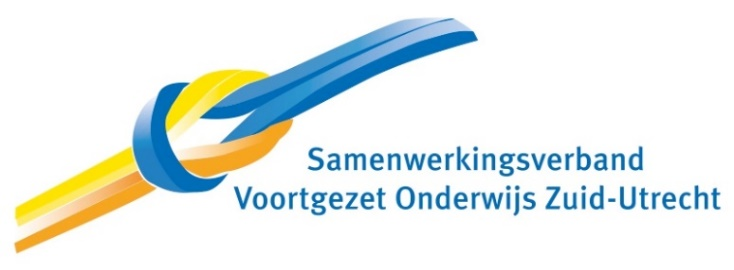 Samenwerkingsverband
Voortgezet Onderwijs Zuid-Utrecht